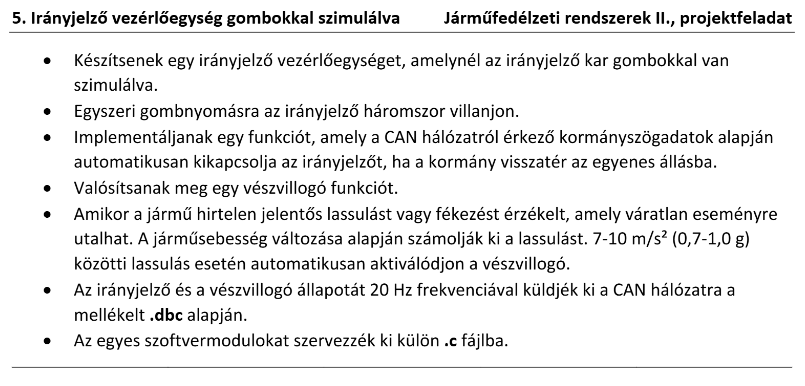 5. Irányjelző vezérlőegység gombokkal szimulálva Járműfedélzeti rendszerek II., projektfeladat
• Készítsenek egy irányjelző vezérlőegységet, amelynél az irányjelző kar gombokkal van
szimulálva.
• Egyszeri gombnyomásra az irányjelző háromszor villanjon.
• Implementáljanak egy funkciót, amely a CAN hálózatról érkező kormányszögadatok alapján
automatikusan kikapcsolja az irányjelzőt, ha a kormány visszatér az egyenes állásba.
• Valósítsanak meg egy vészvillogó funkciót.
• Amikor a jármű hirtelen jelentős lassulást vagy fékezést érzékelt, amely váratlan eseményre
utalhat. A járműsebesség változása alapján számolják ki a lassulást. 7-10 m/s² (0,7-1,0 g)
közötti lassulás esetén automatikusan aktiválódjon a vészvillogó.
• Az irányjelző és a vészvillogó állapotát 20 Hz frekvenciával küldjék ki a CAN hálózatra a
mellékelt .dbc alapján.
• Az egyes szoftvermodulokat szervezzék ki külön .c fájlba.